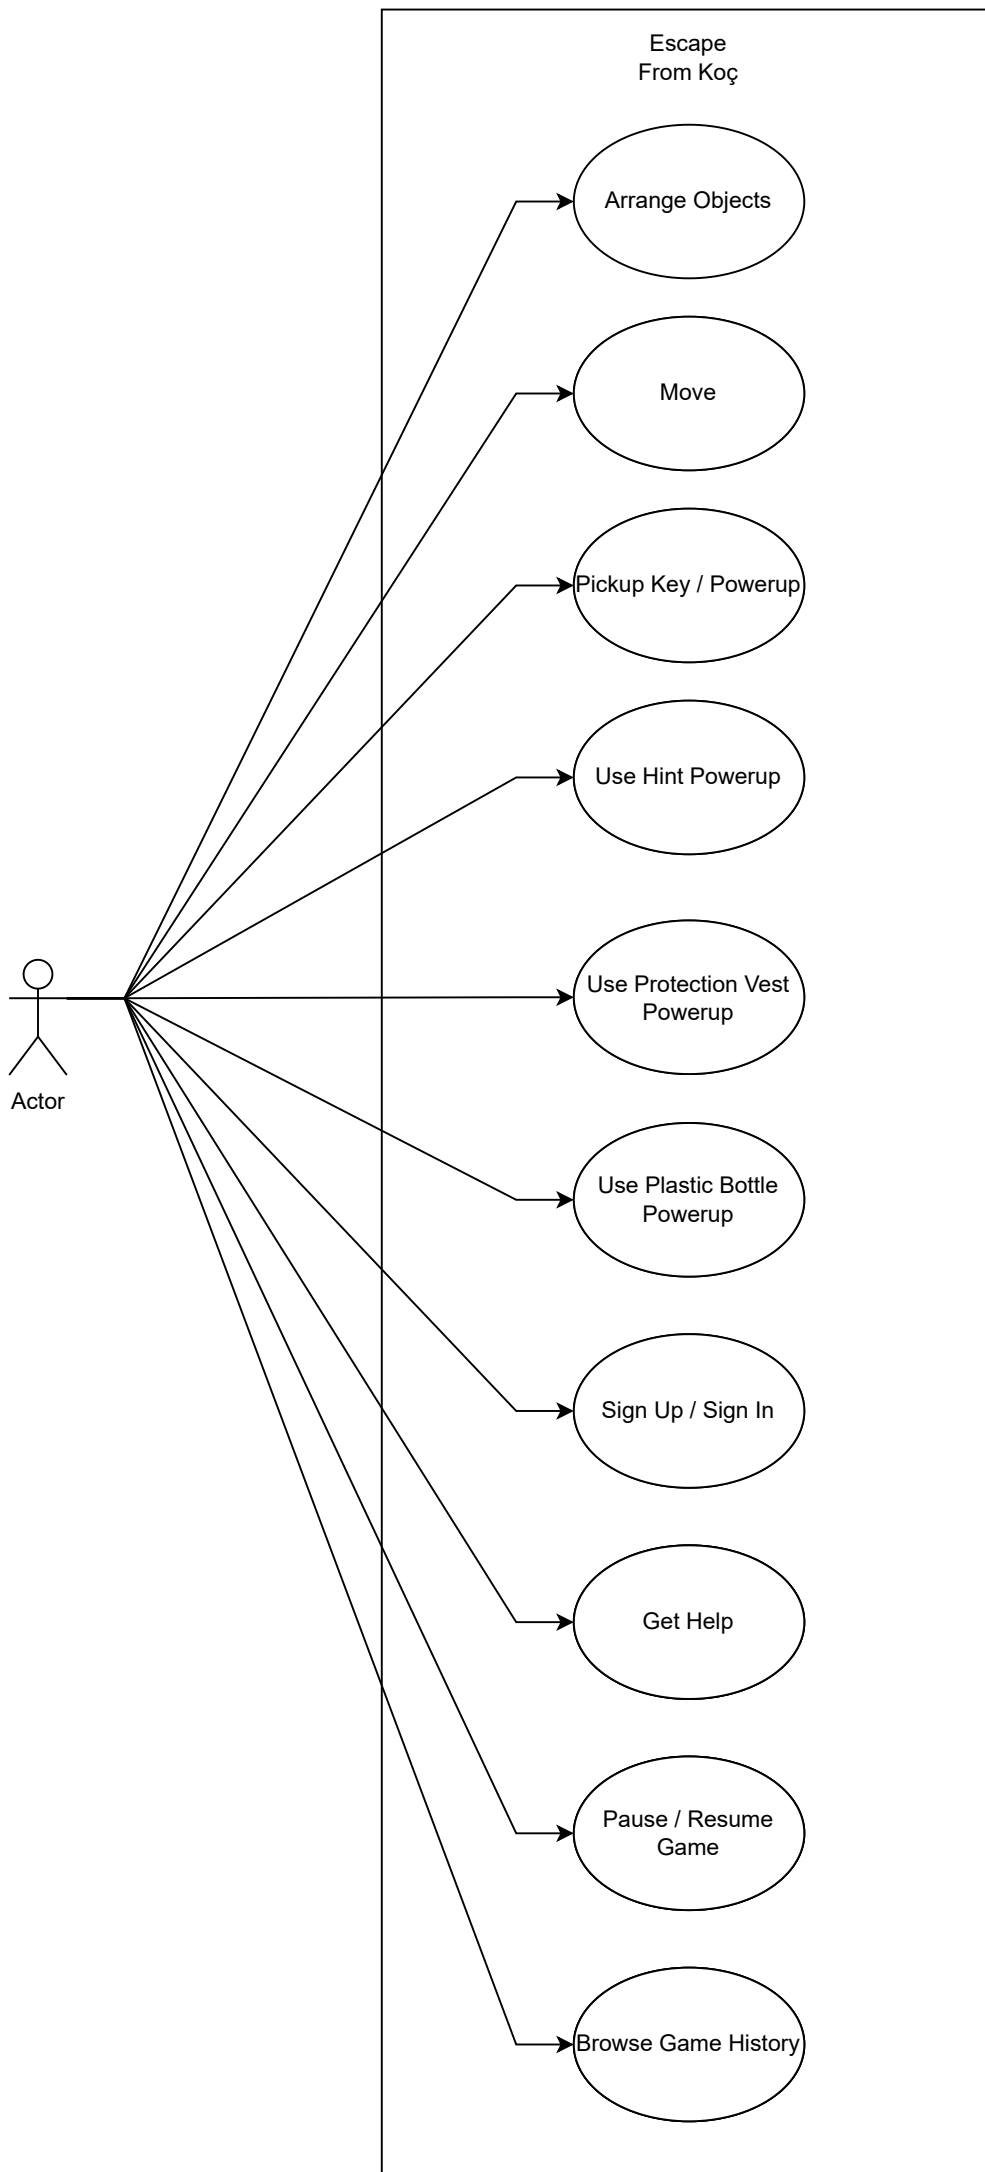 Escape
From Koç
Arrange Objects
Move
Pickup Key / Powerup
Use Hint Powerup
Use Protection Vest
Powerup
Actor
Use Plastic Bottle
Powerup
Sign Up / Sign In
Get Help
Pause / Resume
Game
Browse Game History